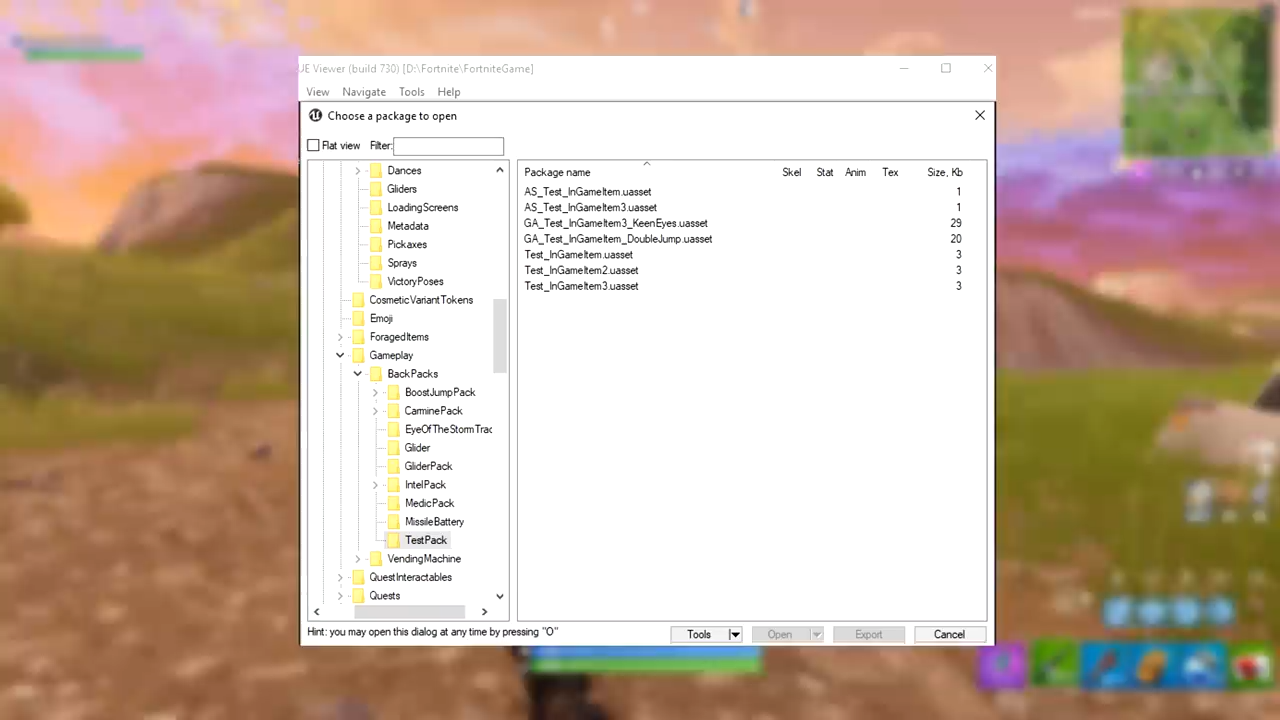 UE Viewer (build 730) [D:\Fortnite\FortniteGame]
View Navigate Tools Help
Choose a package to open
Flat view Filter:
Dances
Gliders
LoadingScreens
Metadata
Pickaxes
Sprays
VictoryPoses
CosmeticVariantTokens
Emoji
ForagedItems
Gameplay
BackPacks
BoostJumpPack
CarminePack
EyeOfTheStormTrac
Glider
GliderPack
IntelPack
MedicPack
MissileBattery
TestPack
VendingMachine
QuestInteractables
Quests
Package name Skel Stat Anim Tex Size, Kb
AS_Test_InGameItem.uasset 1
AS_Test_InGameItem3.uasset 1
GA_Test_InGameItem3_KeenEyes.uasset 29
GA_Test_InGameItem_DoubleJump.uasset 20
Test_InGameItem.uasset 3
Test_InGameItem2.uasset 3
Test_InGameItem3.uasset 3
Hint: you may open this dialog at any time by pressing "O"
Tools Open Export Cancel